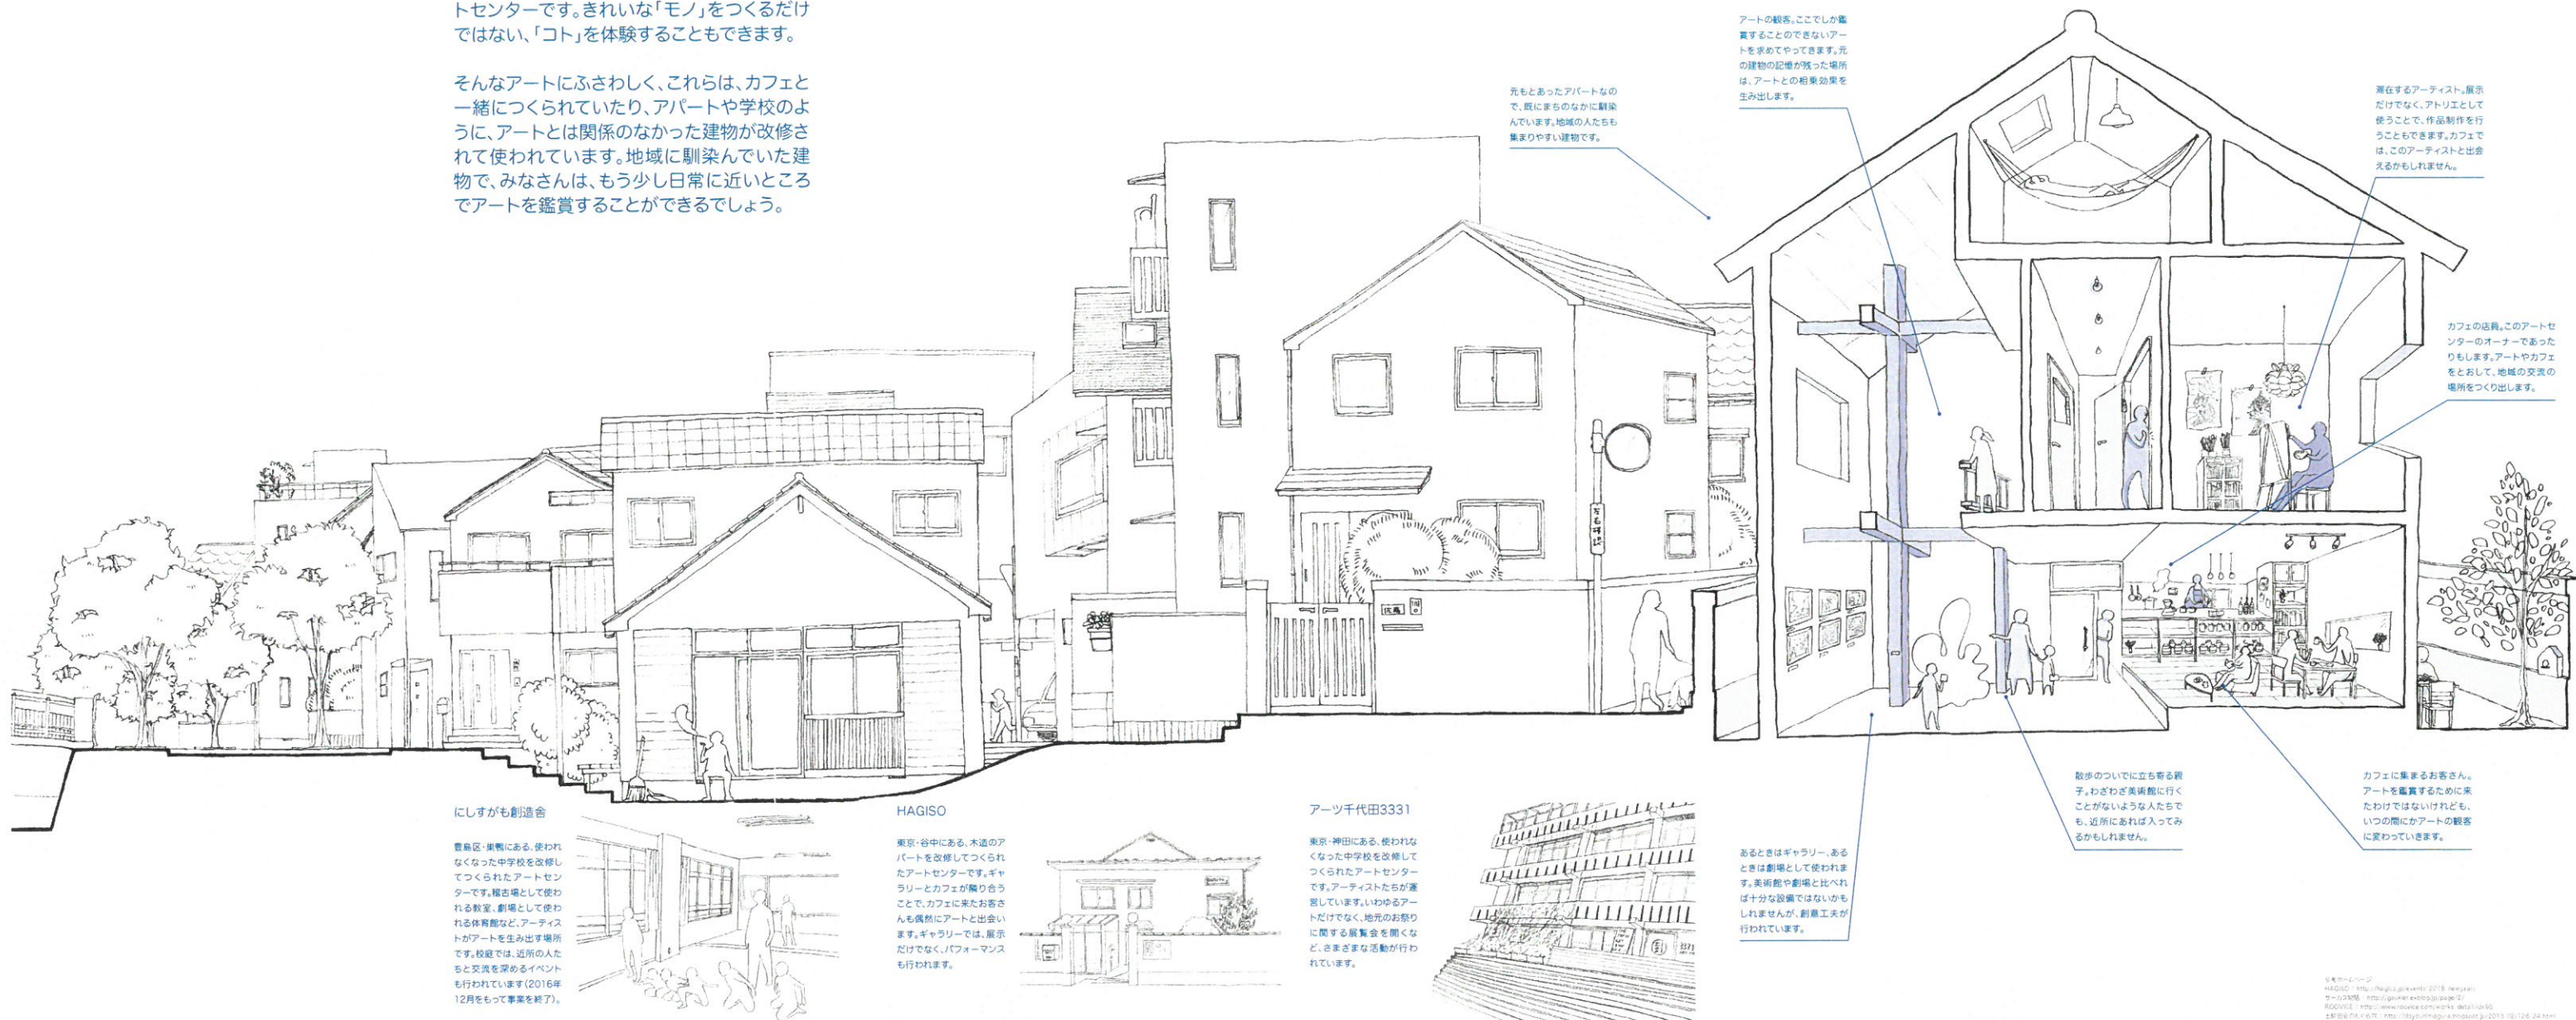 トセンターです。きれいな「モノ」をつくるだけ
ではない、「コト」を体験することもできます。
そんなアートにふさわしく、これらは、カフェと
一緒につくられていたり、アパートや学校のよ
うに、アートとは関係のなかった建物が改修さ
れて使われています。地域に馴染んでいた建
物で、みなさんは、もう少し日常に近いところ
でアートを鑑賞することができるでしょう。
元もとあったアパートなの
で、既にまちのなかに馴染
んでいます。地域の人たちも
集まりやすい建物です。
アートの観客。ここでしか鑑
賞することのできないアー
トを求めてやってきます。元
の建物の記憶が残った場所
は、アートとの相乗効果を
生み出します。
滞在するアーティスト。展示
だけでなく、アトリエとして
使うことで、作品制作を行
うこともできます。カフェで
は、このアーティストと出会
えるかもしれません。
カフェの店員。このアートセ
ンターのオーナーであった
りもします。アートやカフェ
をとおして、地域の交流の
場所をつくり出します。
にしすがも創造舎
豊島区・巣鴨にある、使われ
なくなった中学校を改修し
てつくられたアートセン
ターです。稽古場として使わ
れる教室、劇場として使わ
れる体育館など、アーティス
トがアートを生み出す場所
です。校庭では、近所の人た
ちと交流を深めるイベント
も行われています(2016年
12月をもって事業を終了)。
HAGISO
東京・谷中にある、木造のア
パートを改修してつくられ
たアートセンターです。ギャ
ラリーとカフェが隣り合う
ことで、カフェに来たお客さ
んも偶然にアートと出会い
ます。ギャラリーでは、展示
だけでなく、パフォーマンス
も行われます。
アーツ千代田3331
東京・神田にある、使われな
くなった中学校を改修して
つくられたアートセンター
です。アーティストたちが運
営しています。いわゆるアー
トだけでなく、地元のお祭り
に関する展覧会を開くな
ど、さまざまな活動が行わ
れています。
あるときはギャラリー、ある
ときは劇場として使われま
す。美術館や劇場と比べれ
ば十分な設備ではないかも
しれませんが、創意工夫が
行われています。
散歩のついでに立ち寄る親
子。わざわざ美術館に行く
ことがないような人たちで
も、近所にあれば入ってみ
るかもしれません。
カフェに集まるお客さん。
アートを鑑賞するために来
たわけではないけれども、
いつの間にかアートの観客
に変わっていきます。